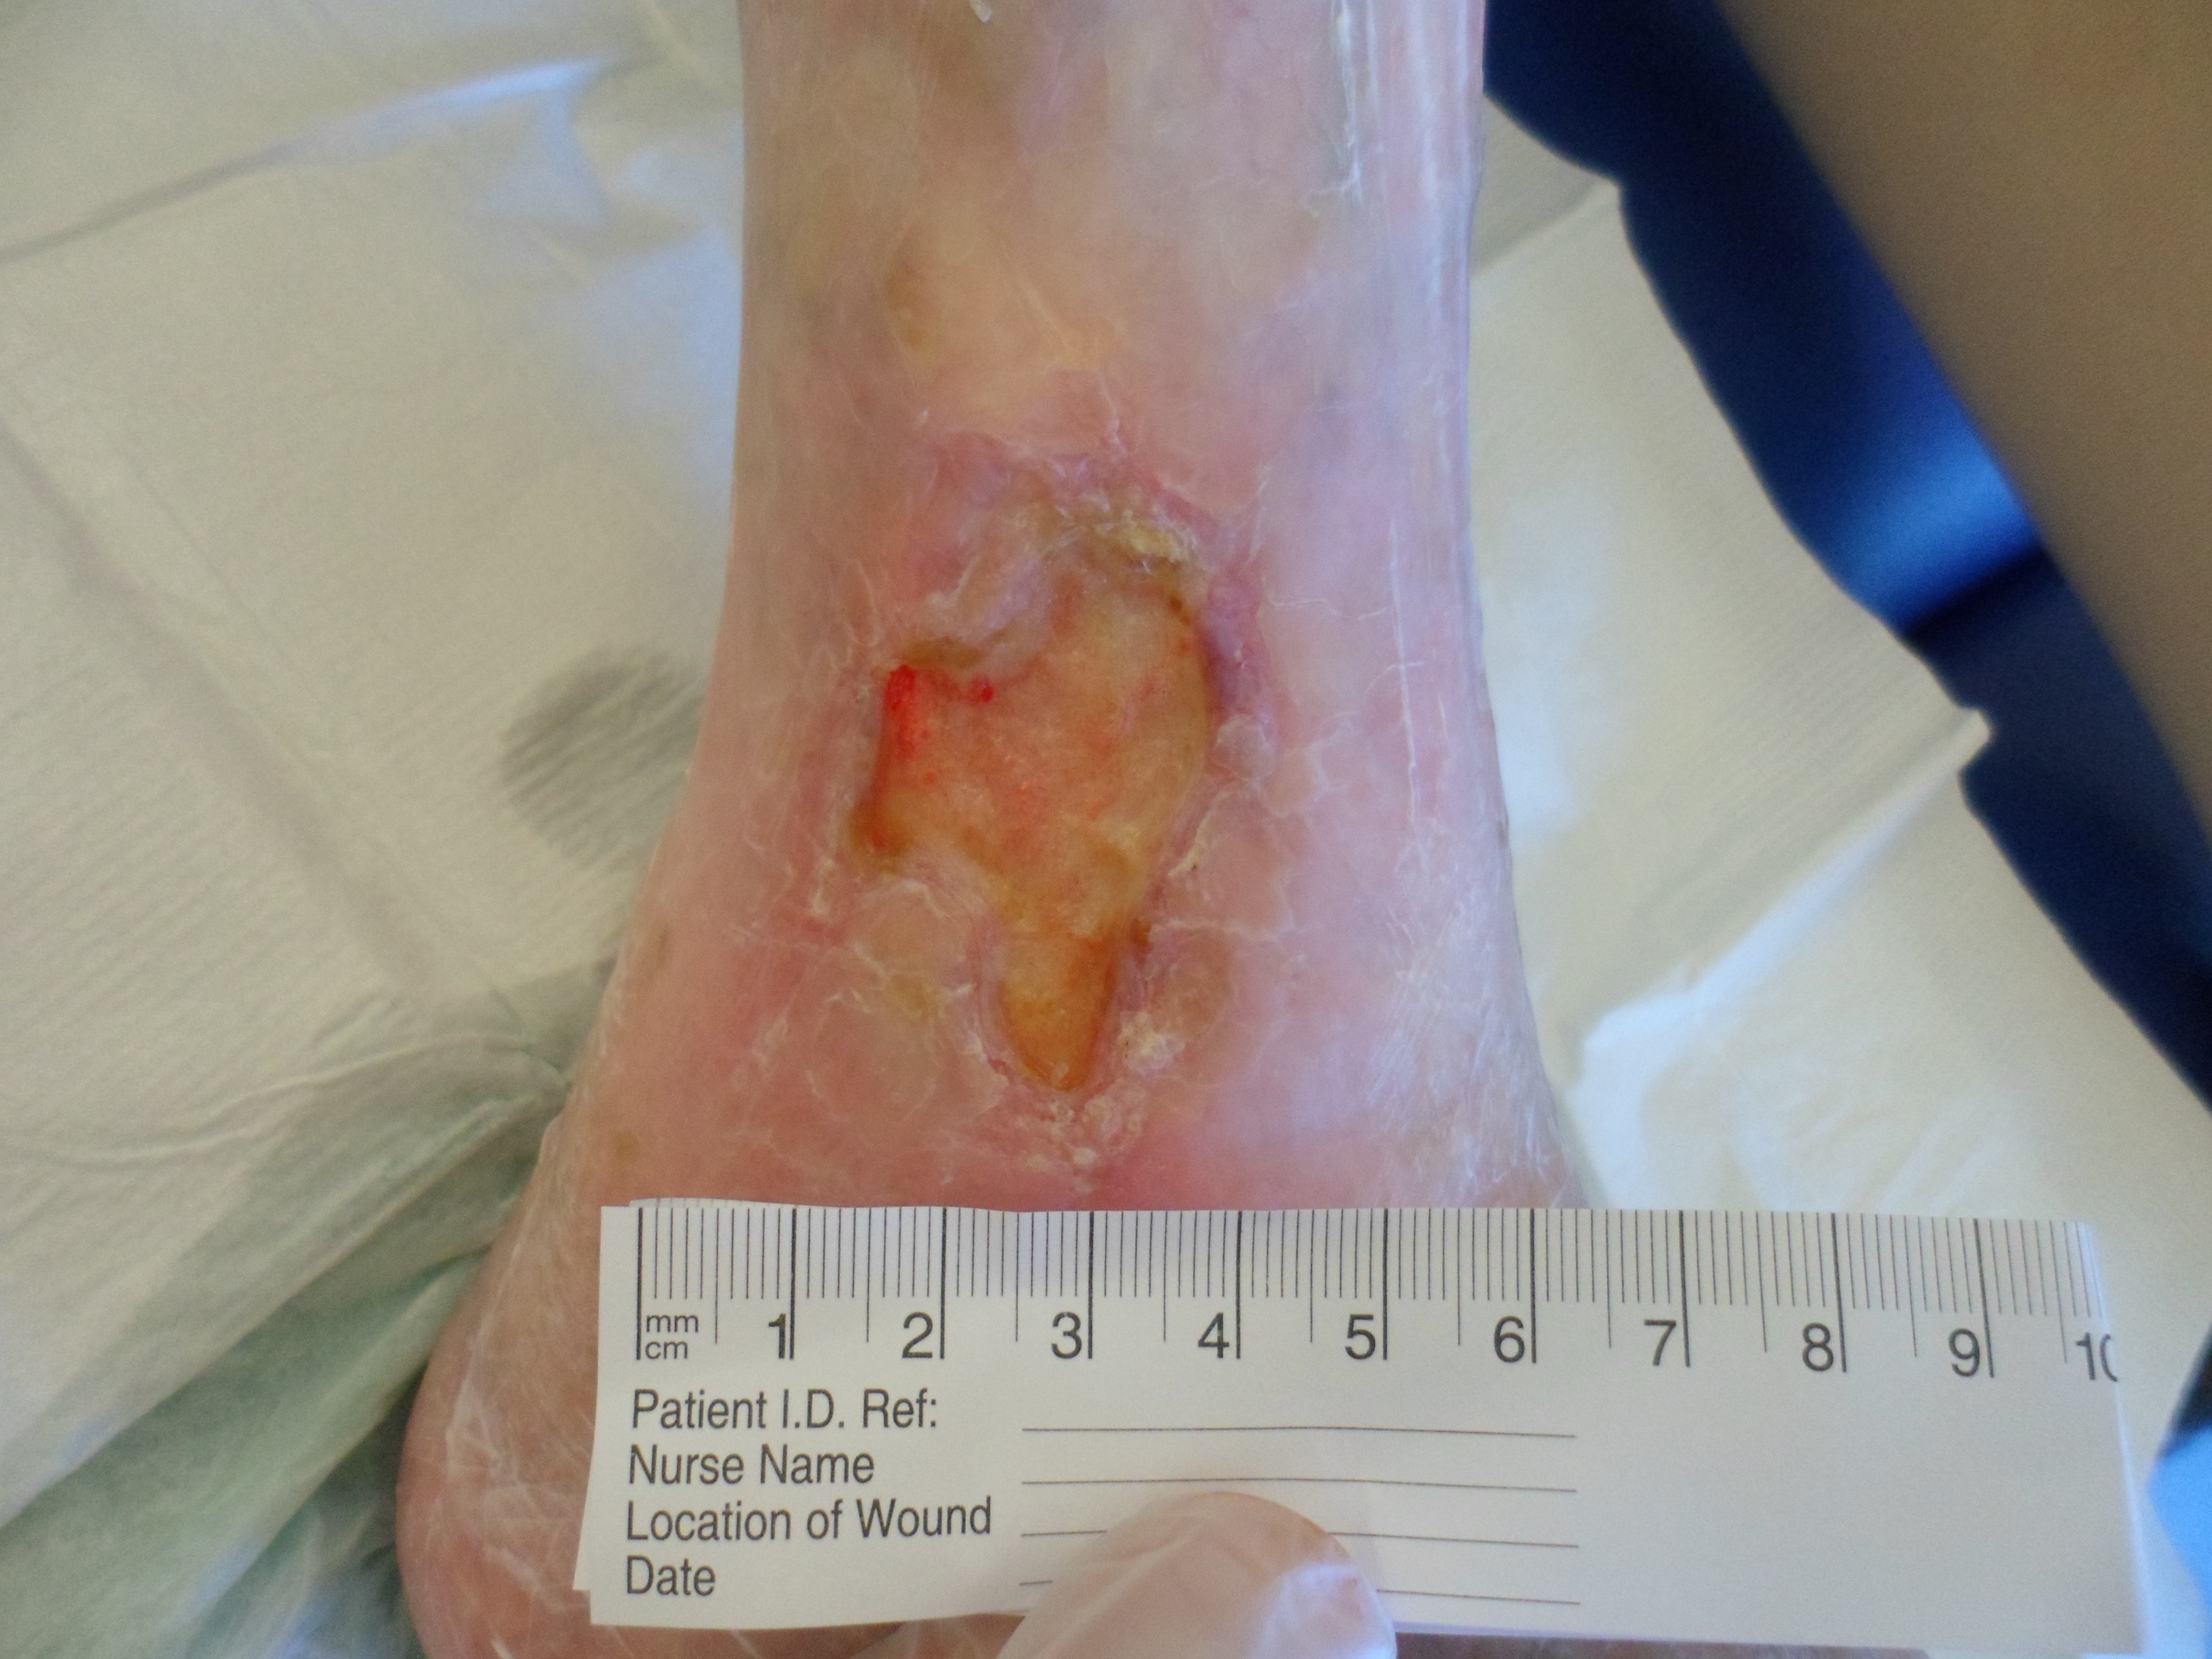 mm 1 2 3 4 5 6 7 8 9 10
cm
Patient I.D. Ref:
Nurse Name
Location of Wound
Date